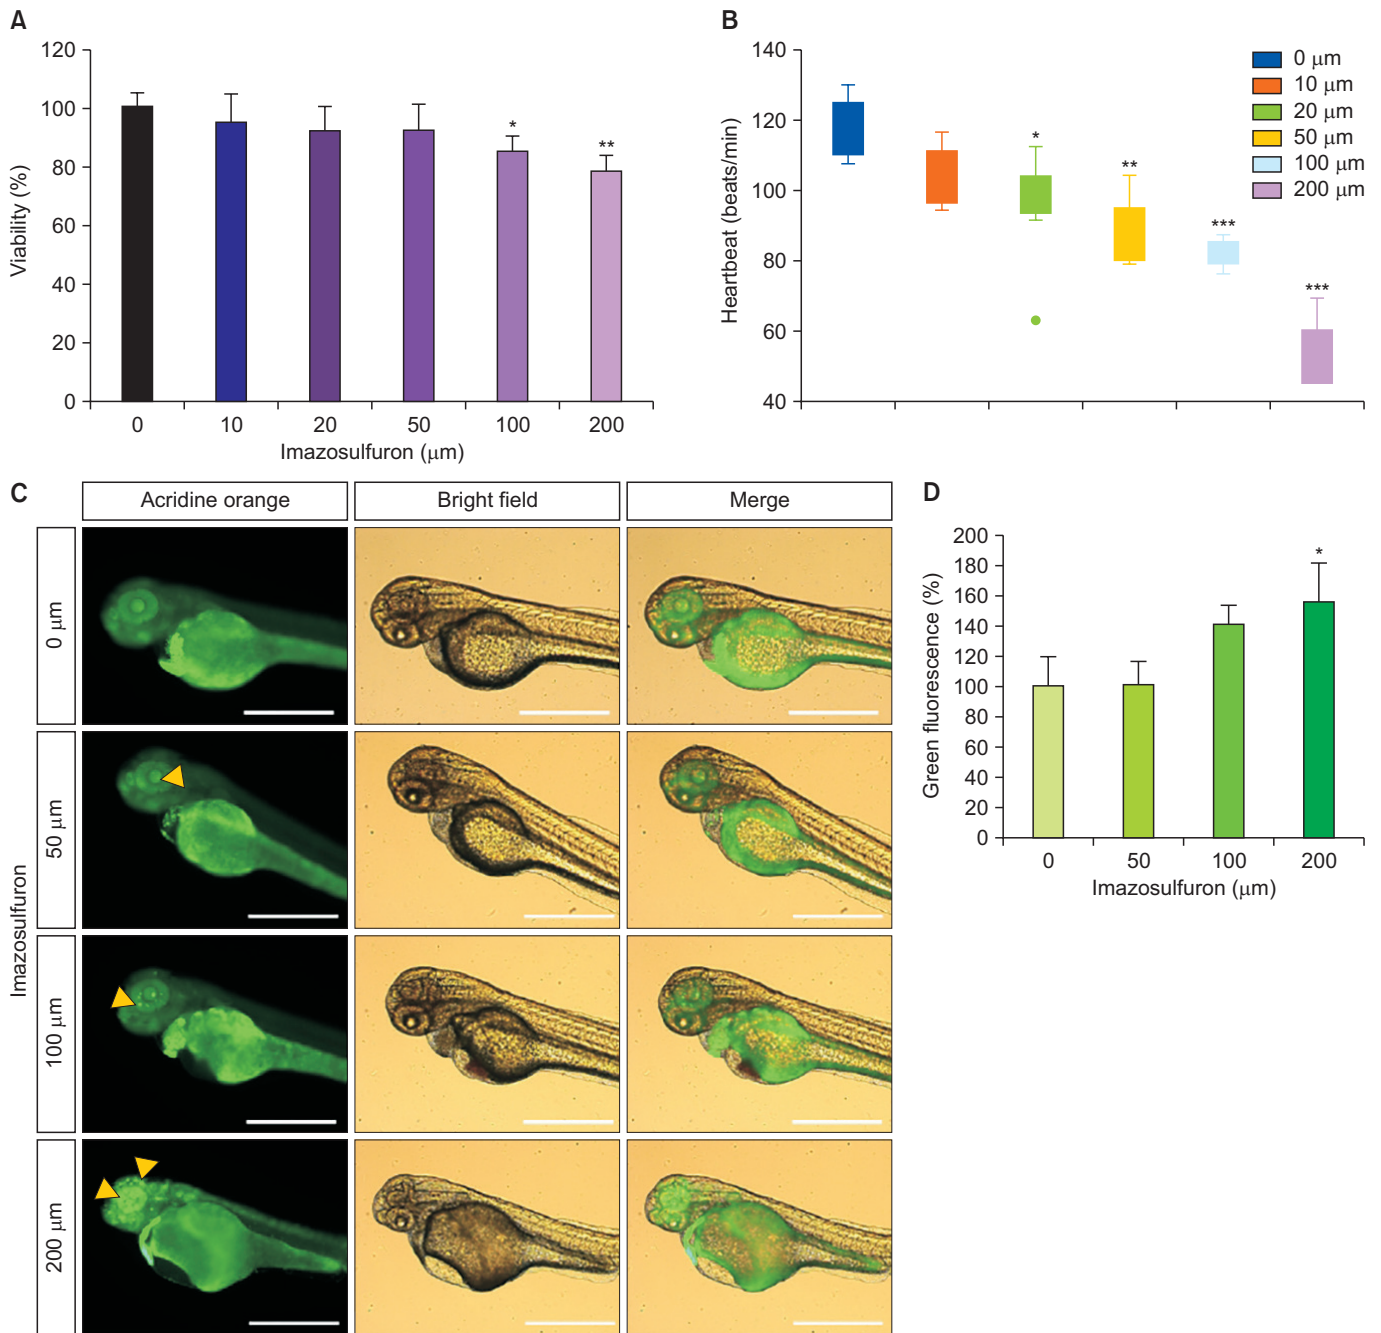 A
120
100
80
60
40
20
0
Viability (%)
*
**
0 10 20 50 100 200
Imazosulfuron (μm)
B
140
120
100
80
60
40
Heartbeat (beats/min)
*
**
***
***
0 μm
10 μm
20 μm
50 μm
100 μm
200 μm
C
Acridine orange Bright field Merge
Imazosulfuron
0 μm
50 μm
100 μm
200 μm
D
200
180
160
140
120
100
80
60
40
20
0
Green fluorescence (%)
*
0 50 100 200
Imazosulfuron (μm)